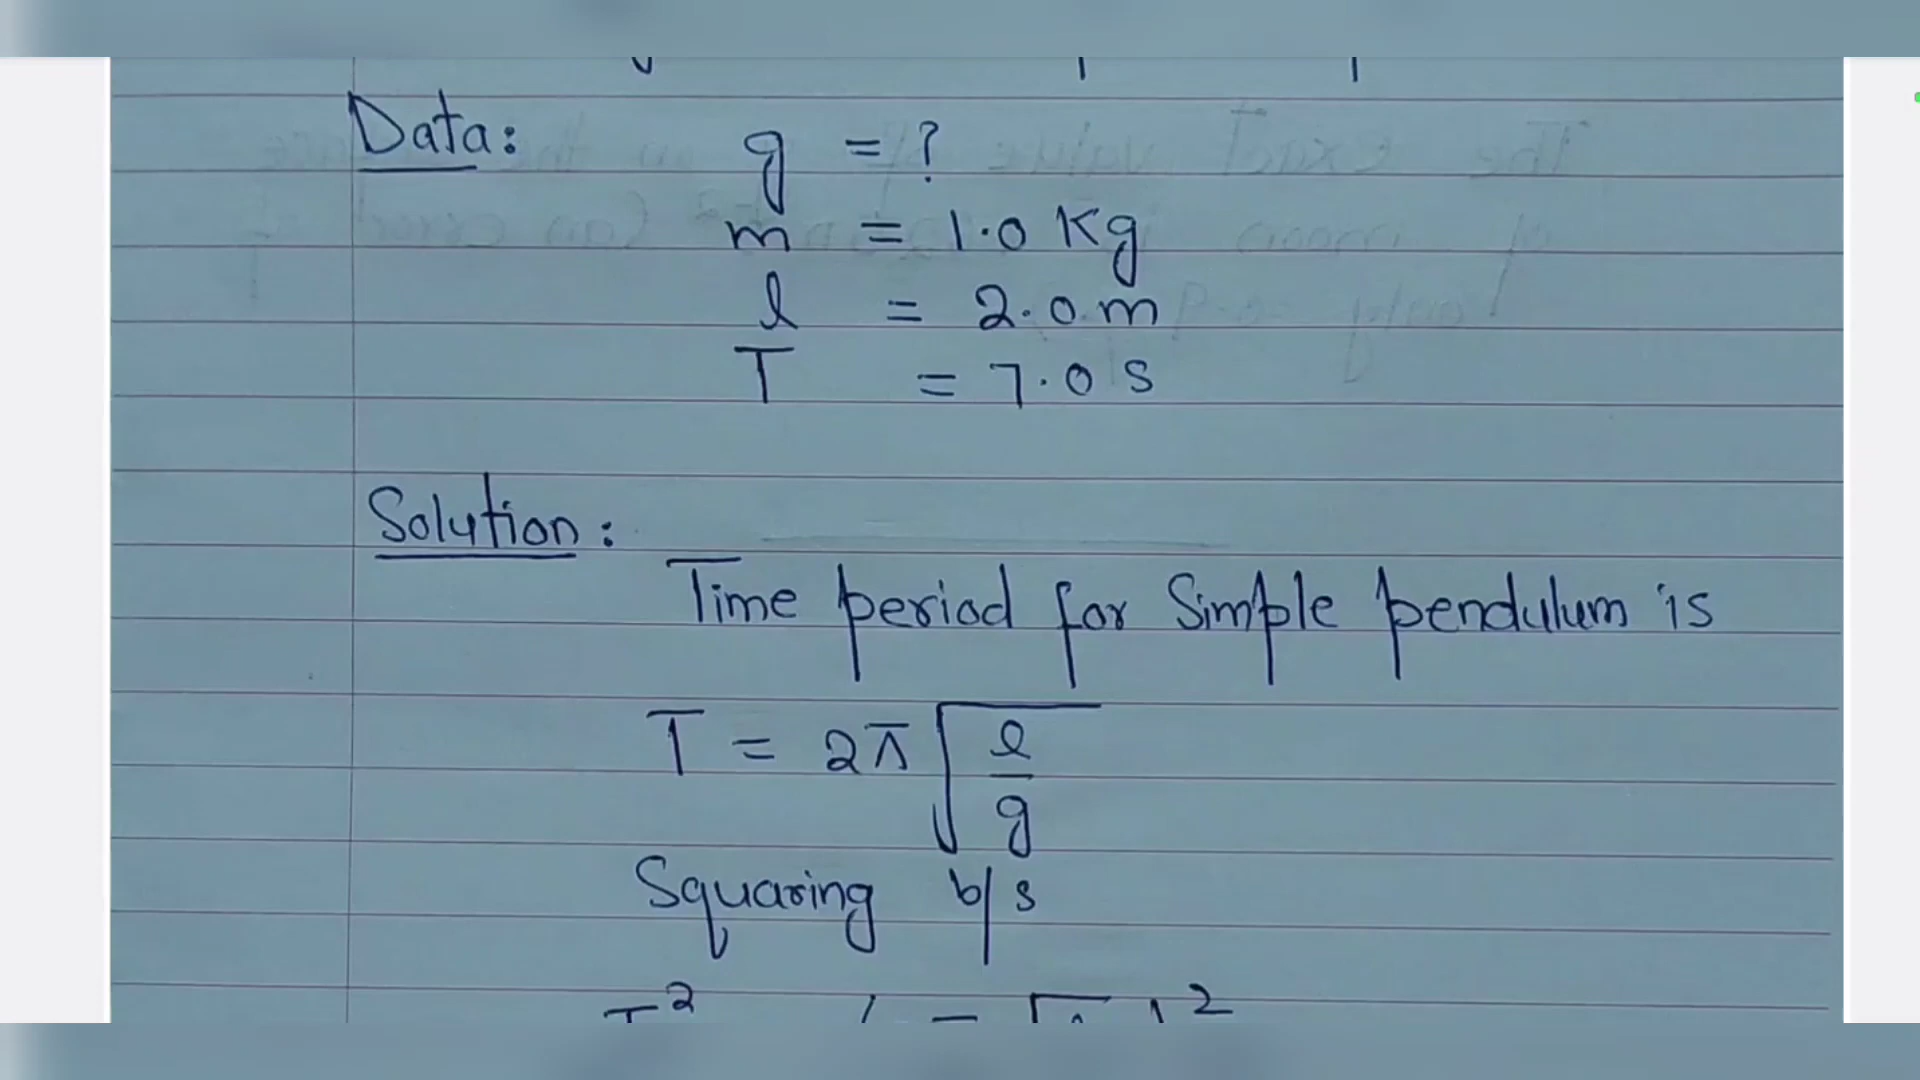 Data: g = ?
m = 1.0 Kg
l = 2.0 m
T = 7.0 s
Solution:
Time period for Simple pendulum is
T = 2π√(l/g)
Squaring b/s